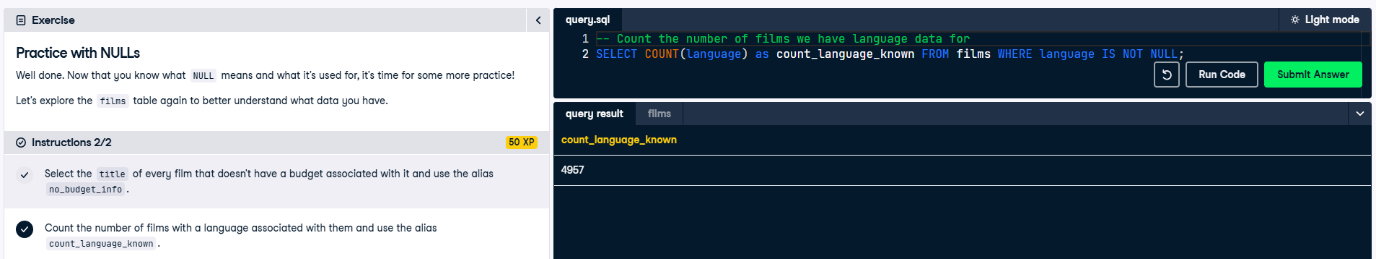 Exercise
Practice with NULLs
Well done. Now that you know what NULL means and what it's used for, it's time for some more practice!
Let's explore the films table again to better understand what data you have.
Instructions 2/2
50 XP
Select the title of every film that doesn't have a budget associated with it and use the alias
no_budget_info .
Count the number of films with a language associated with them and use the alias
count_language_known .
query.sql
Light mode
1 -- Count the number of films we have language data for
2 SELECT COUNT(language) as count_language_known FROM films WHERE language IS NOT NULL;
Run Code
Submit Answer
query result
films
count_language_known
4957